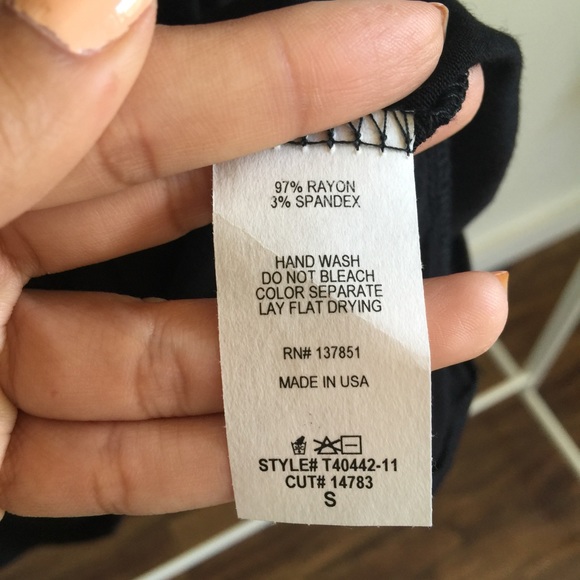 97% RAYON
3% SPANDEX
HAND WASH
DO NOT BLEACH
COLOR SEPARATE
LAY FLAT DRYING
RN# 137851
MADE IN USA
STYLE# T40442-11
CUT# 14783
S